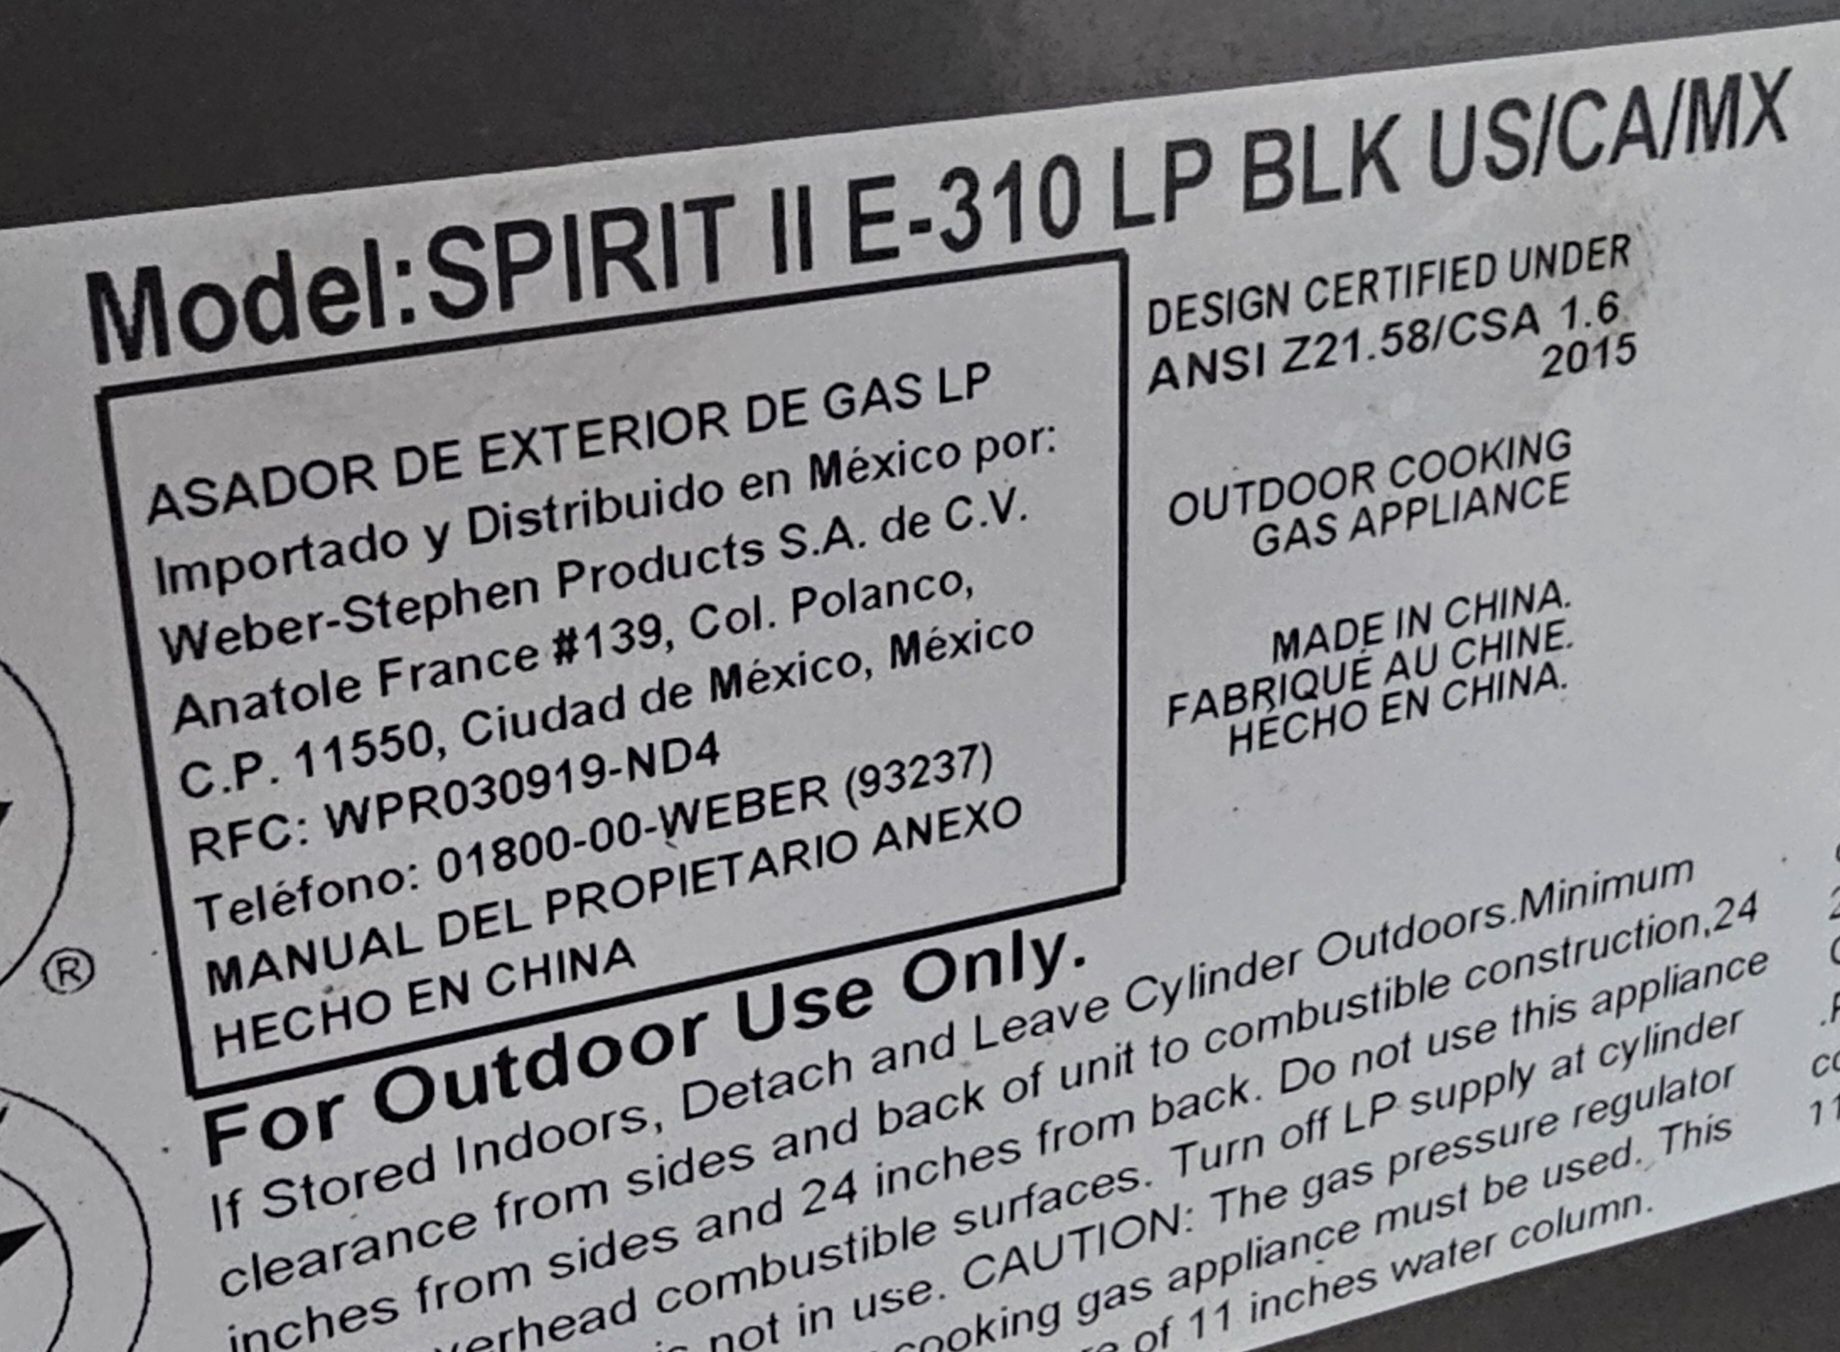 Model:SPIRIT II E-310 LP BLK US/CA/MX
ASADOR DE EXTERIOR DE GAS LP
Importado y Distribuido en México por:
Weber-Stephen Products S.A. de C.V.
Anatole France #139, Col. Polanco,
C.P. 11550, Ciudad de México, México
RFC: WPR030919-ND4
Teléfono: 01800-00-WEBER (93237)
MANUAL DEL PROPIETARIO ANEXO
HECHO EN CHINA
DESIGN CERTIFIED UNDER
ANSI Z21.58/CSA 1.6
2015
OUTDOOR COOKING
GAS APPLIANCE
MADE IN CHINA.
FABRIQUÉ AU CHINE.
HECHO EN CHINA.
®
For Outdoor Use Only.
If Stored Indoors, Detach and Leave Cylinder Outdoors.Minimum
clearance from sides and back of unit to combustible construction,24
inches from sides and 24 inches from back. Do not use this appliance
combustible surfaces. Turn off LP supply at cylinder
not in use. CAUTION: The gas pressure regulator
cooking gas appliance must be used. This
of 11 inches water column.